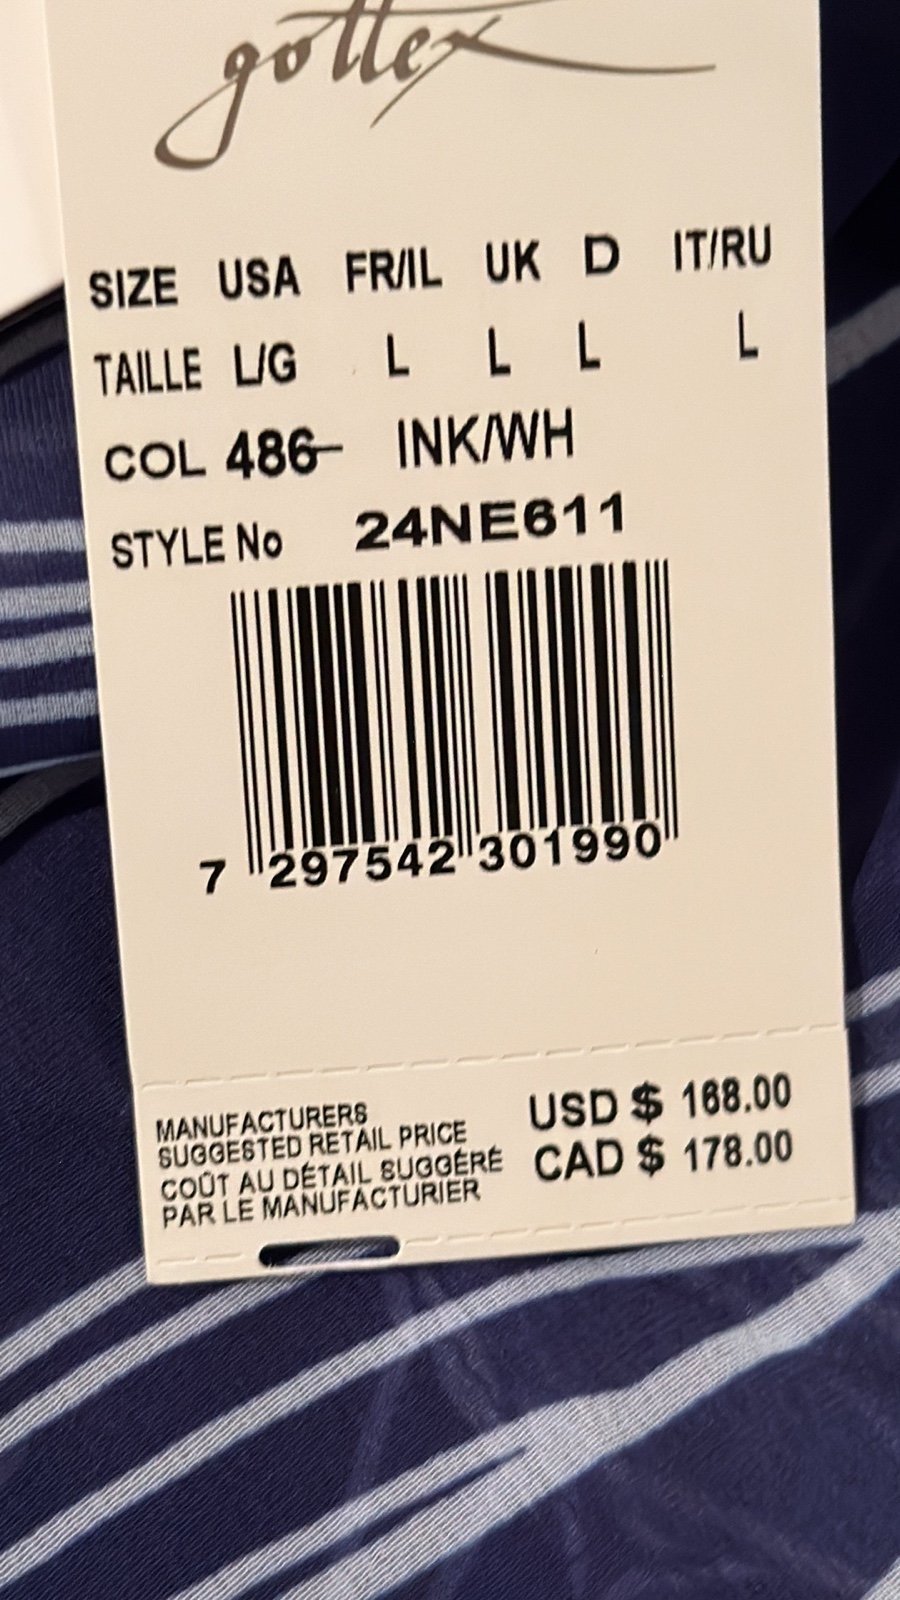 gottex
SIZE USA FR/IL UK D IT/RU
TAILLE L/G L L L L
COL 486- INK/WH
STYLE No 24NE611
7 297542 301990
MANUFACTURERS
SUGGESTED RETAIL PRICE
COÛT AU DÉTAIL SUGGÉRÉ
PAR LE MANUFACTURIER
USD $ 168.00
CAD $ 178.00